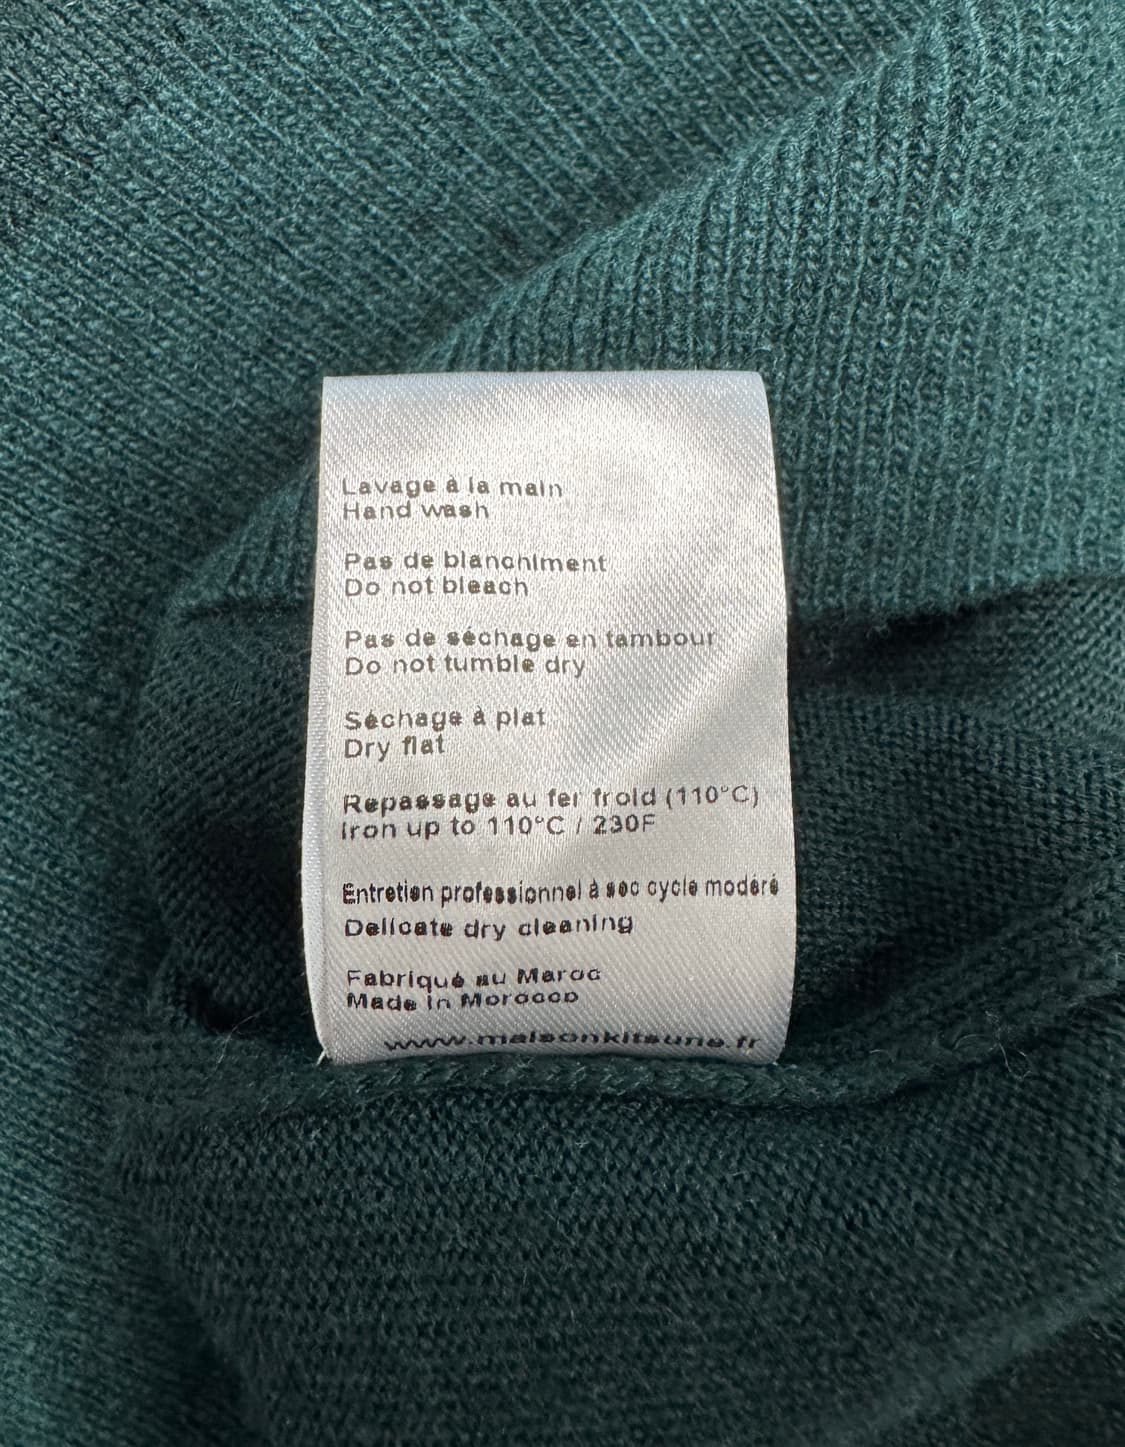 Lavage à la main
Hand wash
Pas de blanchiment
Do not bleach
Pas de séchage en tambour
Do not tumble dry
Séchage à plat
Dry flat
Repassage au fer froid (110°C)
Iron up to 110°C / 230F
Entretien professionnel à sec cycle modéré
Delicate dry cleaning
Fabriqué au Maroc
Made in Morocco
www.maisonkitsune.fr